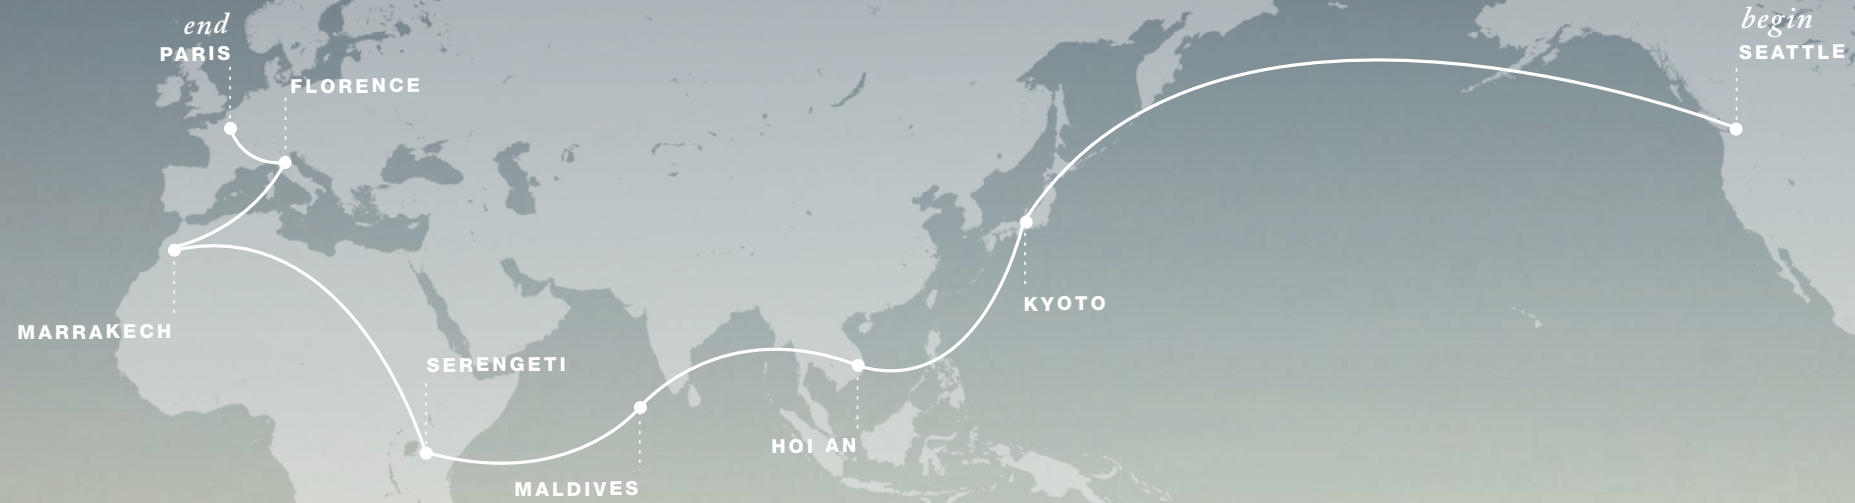 end
PARIS
FLORENCE
begin
SEATTLE
MARRAKECH
SERENGETI
KYOTO
HOI AN
MALDIVES